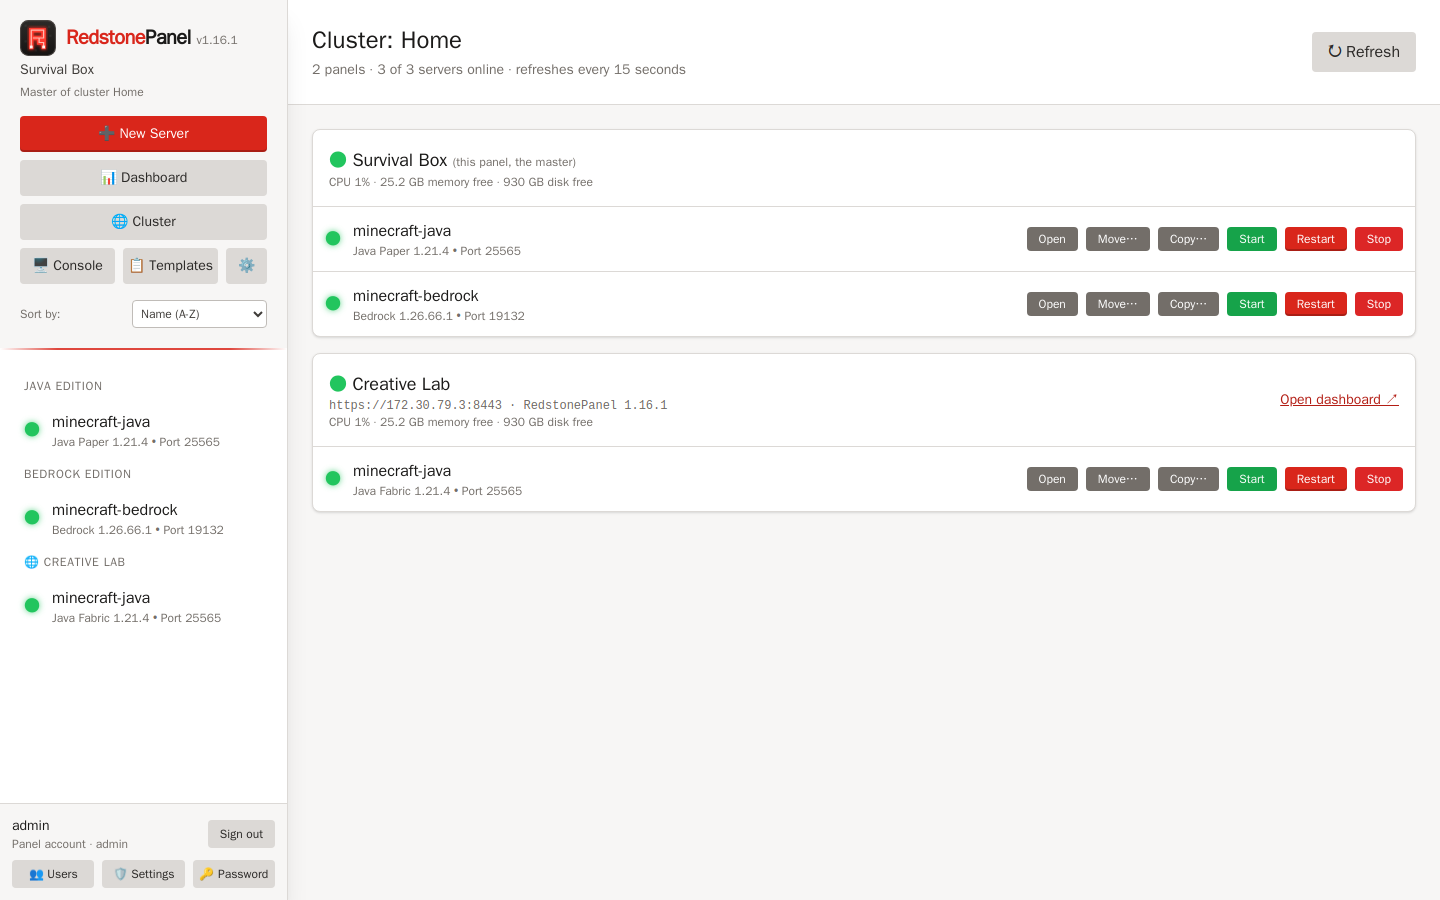 RedstonePanel v1.16.1
Survival Box
Master of cluster Home
➕ New Server
📊 Dashboard
🌐 Cluster
🖥️ Console
📋 Templates
⚙️
Sort by:
Name (A-Z)
JAVA EDITION
minecraft-java
Java Paper 1.21.4 • Port 25565
BEDROCK EDITION
minecraft-bedrock
Bedrock 1.26.66.1 • Port 19132
🌐 CREATIVE LAB
minecraft-java
Java Fabric 1.21.4 • Port 25565
admin
Panel account · admin
Sign out
👥 Users
🛡️ Settings
🔑 Password
Cluster: Home
2 panels · 3 of 3 servers online · refreshes every 15 seconds
↻ Refresh
Survival Box (this panel, the master)
CPU 1% · 25.2 GB memory free · 930 GB disk free
minecraft-java
Java Paper 1.21.4 • Port 25565
Open Move… Copy… Start Restart Stop
minecraft-bedrock
Bedrock 1.26.66.1 • Port 19132
Open Move… Copy… Start Restart Stop
Creative Lab
https://172.30.79.3:8443 · RedstonePanel 1.16.1
CPU 1% · 25.2 GB memory free · 930 GB disk free
Open dashboard ↗
minecraft-java
Java Fabric 1.21.4 • Port 25565
Open Move… Copy… Start Restart Stop